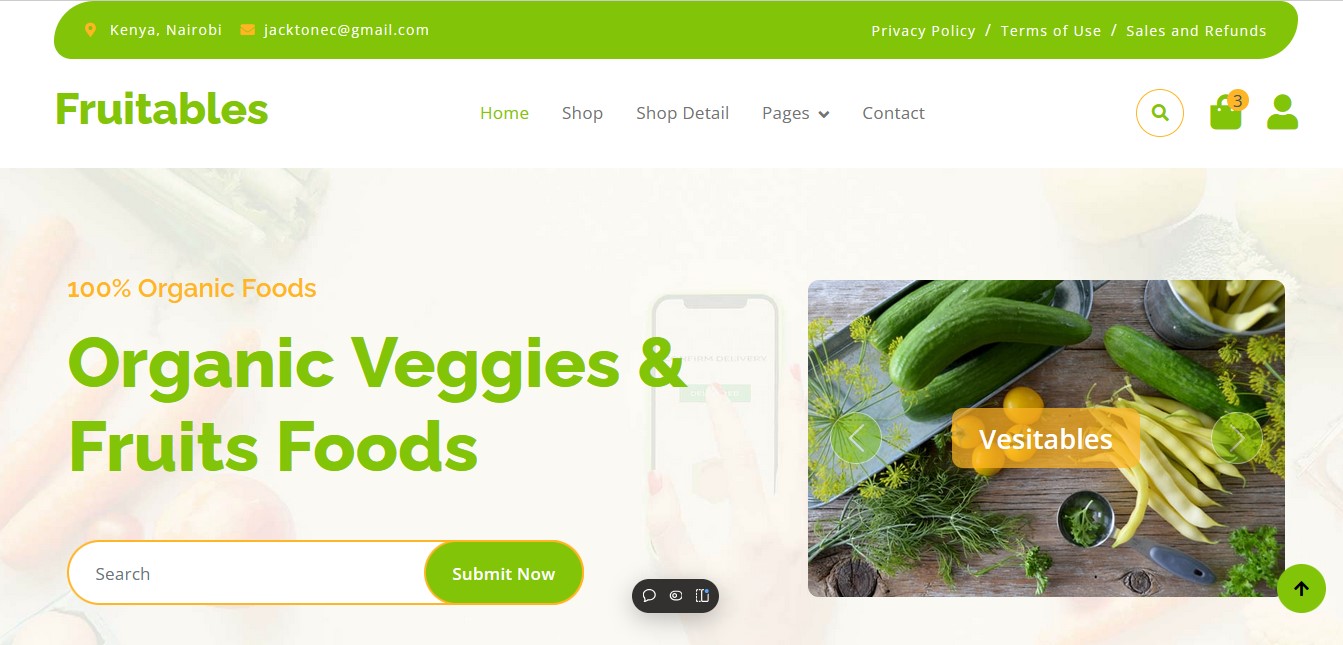 Kenya, Nairobi jacktonec@gmail.com Privacy Policy / Terms of Use / Sales and Refunds
Fruitables Home Shop Shop Detail Pages Contact 3
100% Organic Foods
Organic Veggies &
Fruits Foods
Vesitables
Search Submit Now